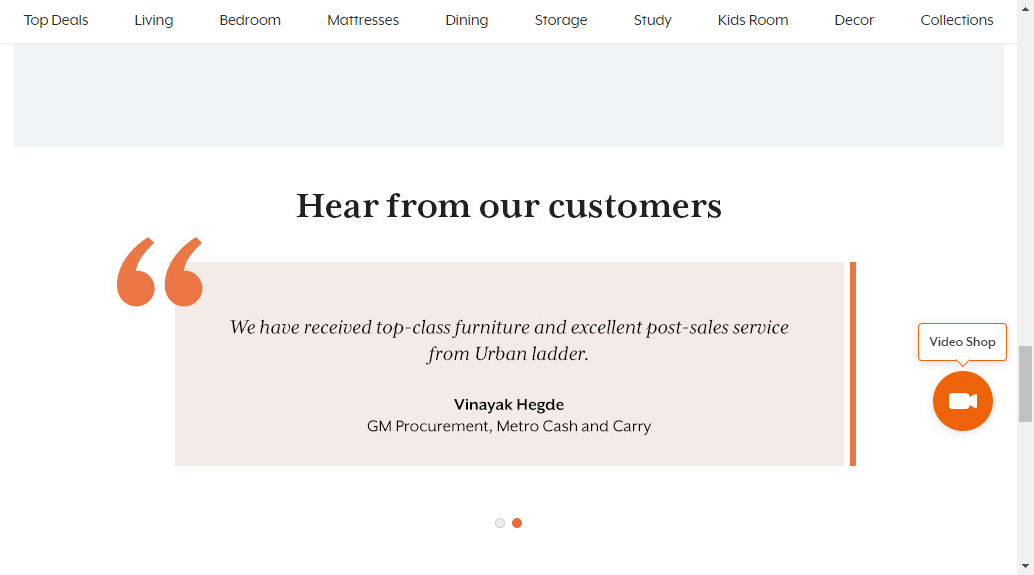 Top Deals Living Bedroom Mattresses Dining Storage Study Kids Room Decor Collections
Hear from our customers
“
We have received top-class furniture and excellent post-sales service
from Urban ladder.
Vinayak Hegde
GM Procurement, Metro Cash and Carry
Video Shop